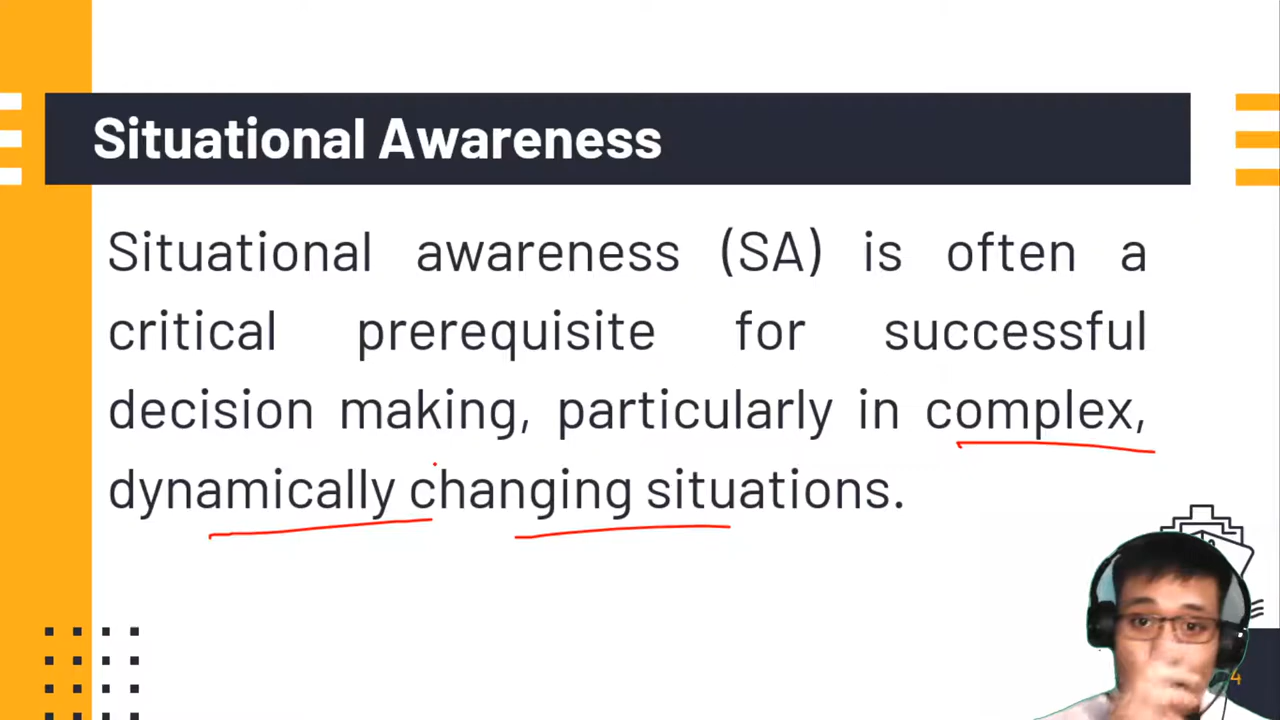 Situational Awareness
Situational awareness (SA) is often a
critical prerequisite for successful
decision making, particularly in complex,
dynamically changing situations.
4